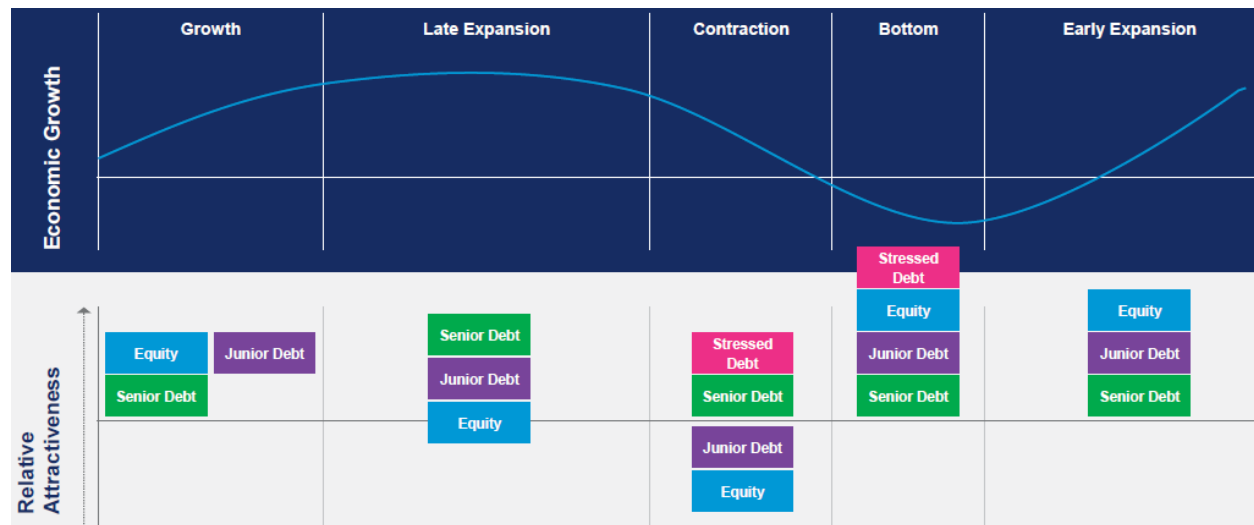 Growth
Late Expansion
Contraction
Bottom
Early Expansion
Economic Growth
Stressed
Debt
Equity
Junior Debt
Senior Debt
Senior Debt
Junior Debt
Equity
Stressed
Debt
Senior Debt
Junior Debt
Equity
Equity
Junior Debt
Senior Debt
Equity
Junior Debt
Senior Debt
Relative
Attractiveness